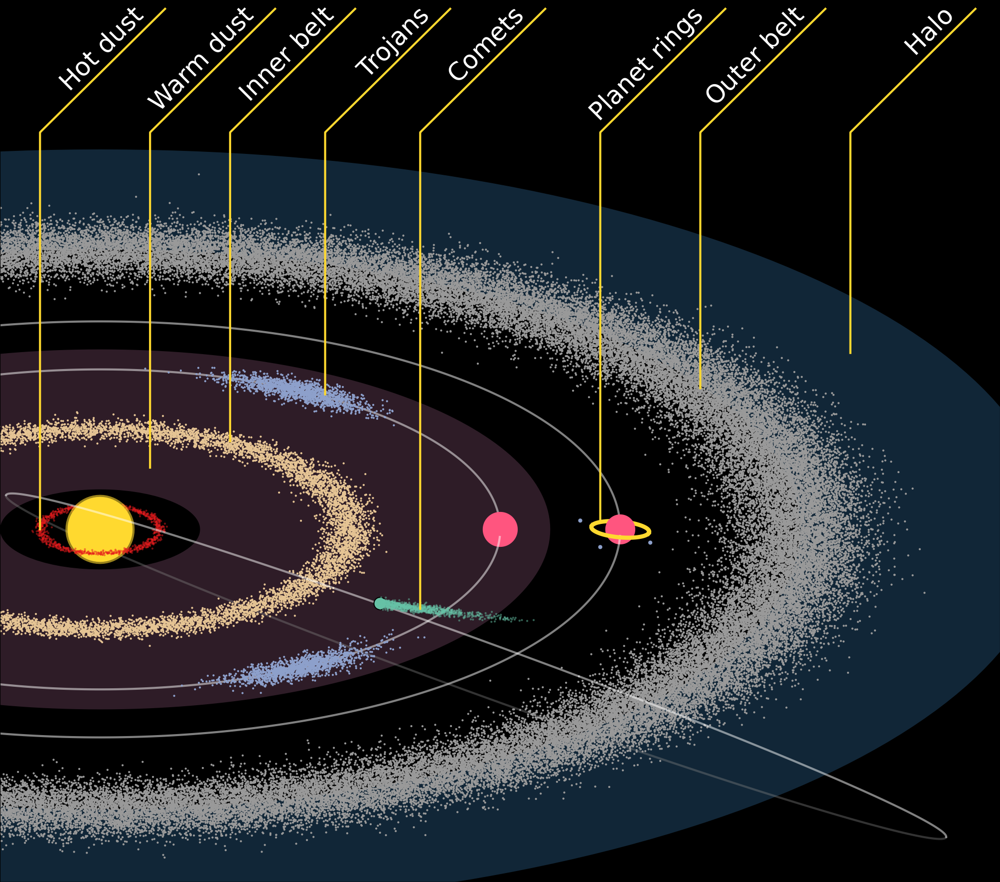 Hot dust
Warm dust
Inner belt
Trojans
Comets
Planet rings
Outer belt
Halo